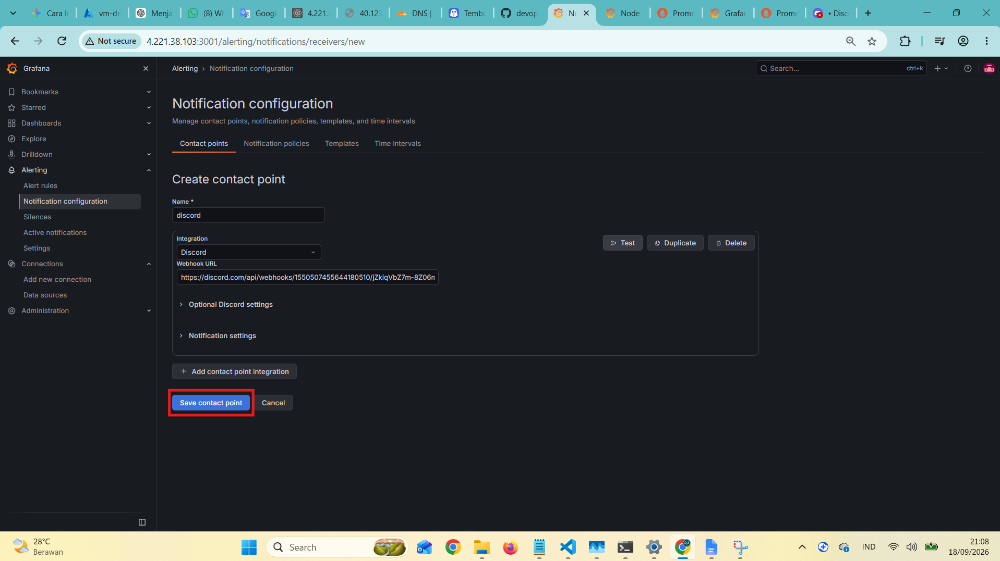 Cara I
vm-de
Menja
(8) Wh
Googl
4.221.
40.123
DNS |
Tembu
devop
No
Node
Prome
Grafar
Prome
• Disc
Not secure
4.221.38.103:3001/alerting/notifications/receivers/new
Grafana
Alerting › Notification configuration
Search...
ctrl+k
Bookmarks
Starred
Dashboards
Explore
Drilldown
Alerting
Alert rules
Notification configuration
Silences
Active notifications
Settings
Connections
Add new connection
Data sources
Administration
Notification configuration
Manage contact points, notification policies, templates, and time intervals
Contact points
Notification policies
Templates
Time intervals
Create contact point
Name *
discord
Integration
Discord
Test
Duplicate
Delete
Webhook URL
https://discord.com/api/webhooks/1550507455644180510/jZkiqVbZ7m-8Z06r
Optional Discord settings
Notification settings
Add contact point integration
Save contact point
Cancel
28°C
Berawan
Search
IND
21:08
18/09/2026